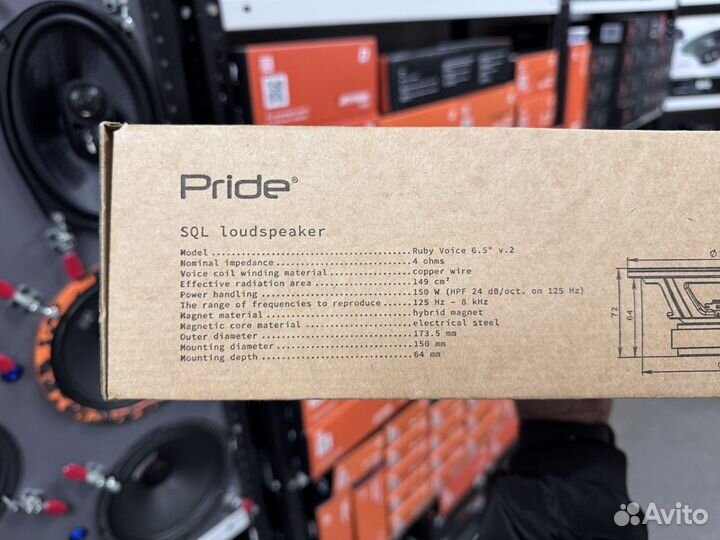 Pride®
SQL loudspeaker
Model ........................ Ruby Voice 6.5" v.2
Nominal impedance ........................ 4 ohms
Voice coil winding material ........................ copper wire
Effective radiation area ........................ 149 cm²
Power handling ........................ 150 W (HPF 24 dB/oct. on 125 Hz)
The range of frequencies to reproduce ..... 125 Hz – 8 kHz
Magnet material ........................ hybrid magnet
Magnetic core material ........................ electrical steel
Outer diameter ........................ 173.5 mm
Mounting diameter ........................ 150 mm
Mounting depth ........................ 64 mm
72
64
Avito